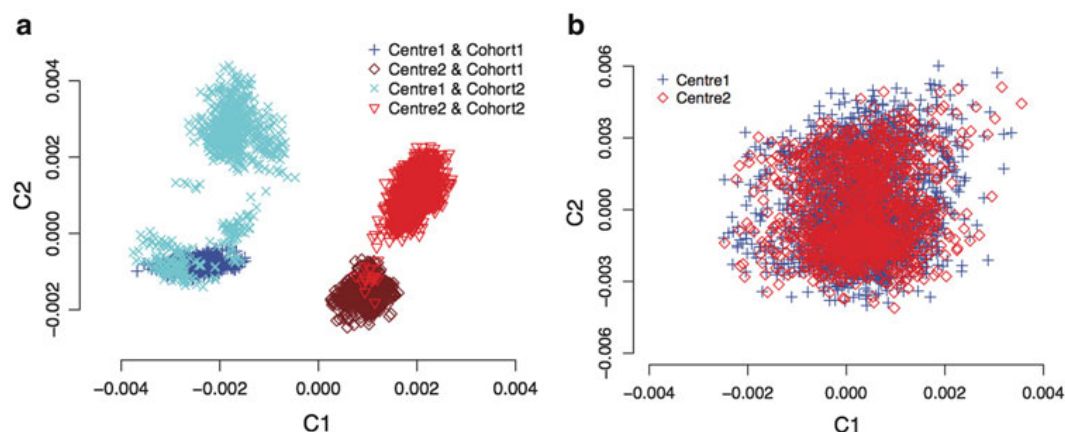 a
Centre1 & Cohort1
Centre2 & Cohort1
Centre1 & Cohort2
Centre2 & Cohort2
C2
0.004
0.002
0.000
−0.002
−0.004
−0.002
0.000
0.002
0.004
C1
b
Centre1
Centre2
C2
0.006
0.003
0.000
−0.003
−0.006
−0.004
−0.002
0.000
0.002
0.004
C1